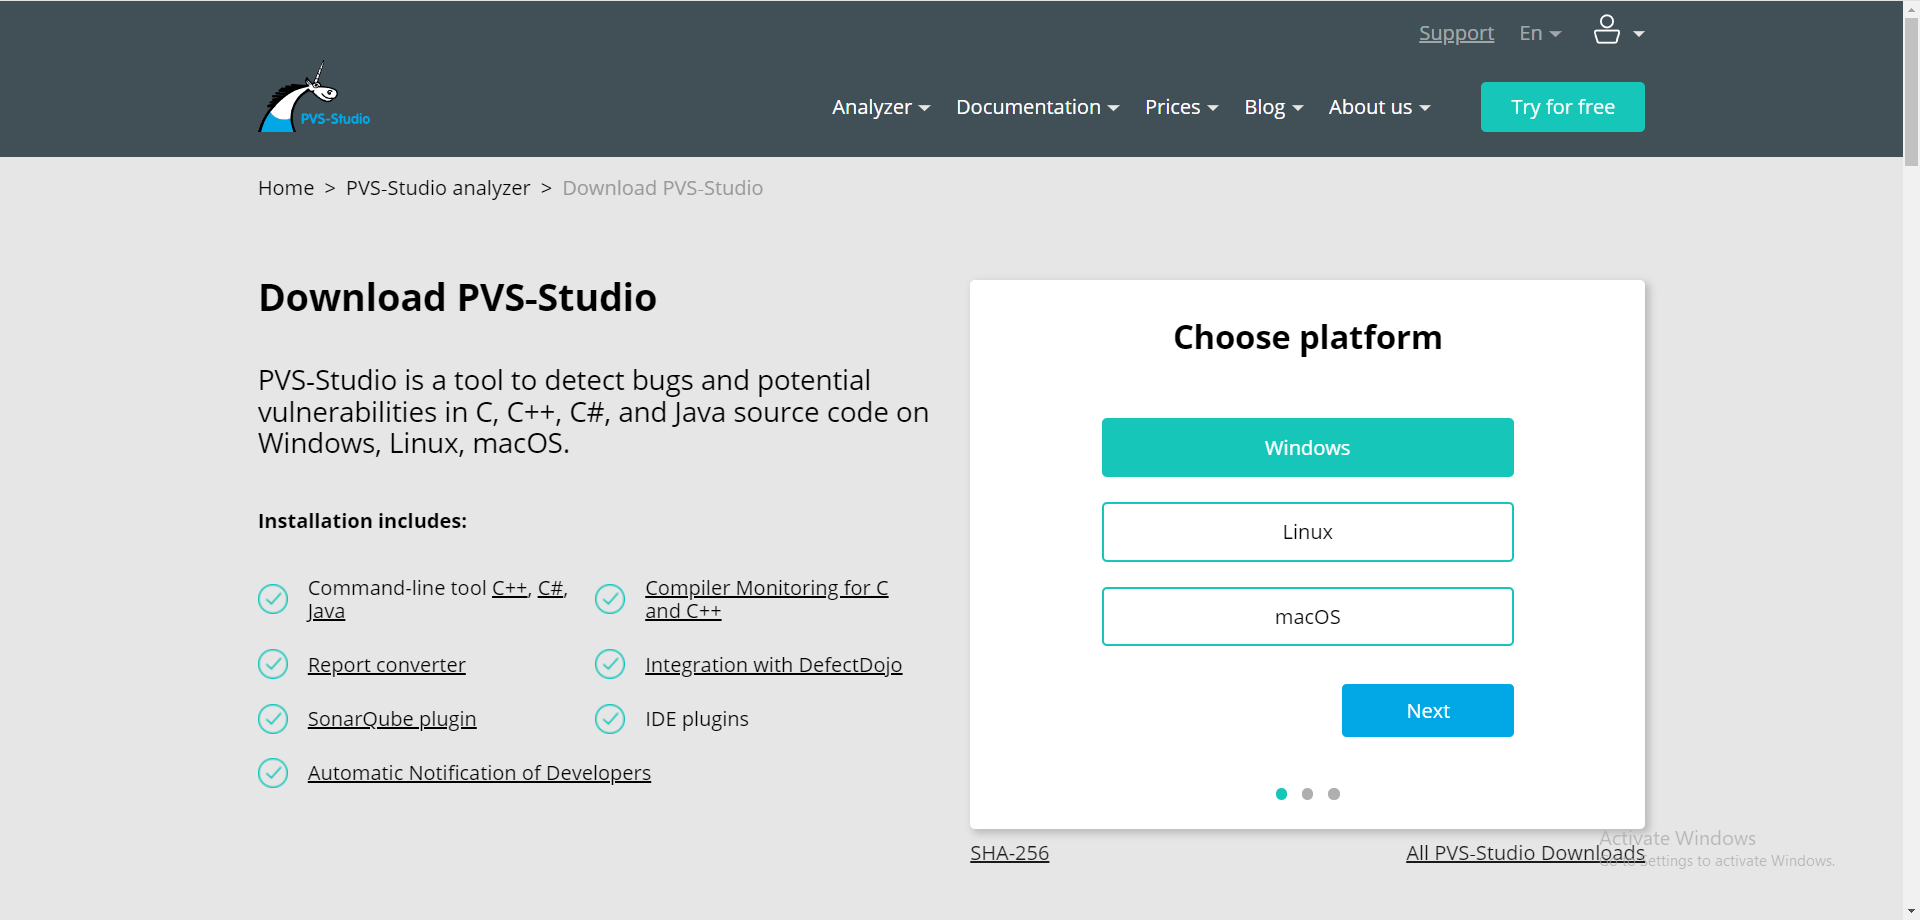 Support En
PVS-Studio
Analyzer Documentation Prices Blog About us Try for free
Home > PVS-Studio analyzer > Download PVS-Studio
Download PVS-Studio
PVS-Studio is a tool to detect bugs and potential
vulnerabilities in C, C++, C#, and Java source code on
Windows, Linux, macOS.
Installation includes:
Command-line tool C++, C#,
Java
Compiler Monitoring for C
and C++
Report converter
Integration with DefectDojo
SonarQube plugin
IDE plugins
Automatic Notification of Developers
Choose platform
Windows
Linux
macOS
Next
SHA-256
All PVS-Studio Downloads
Activate Windows
Go to Settings to activate Windows.